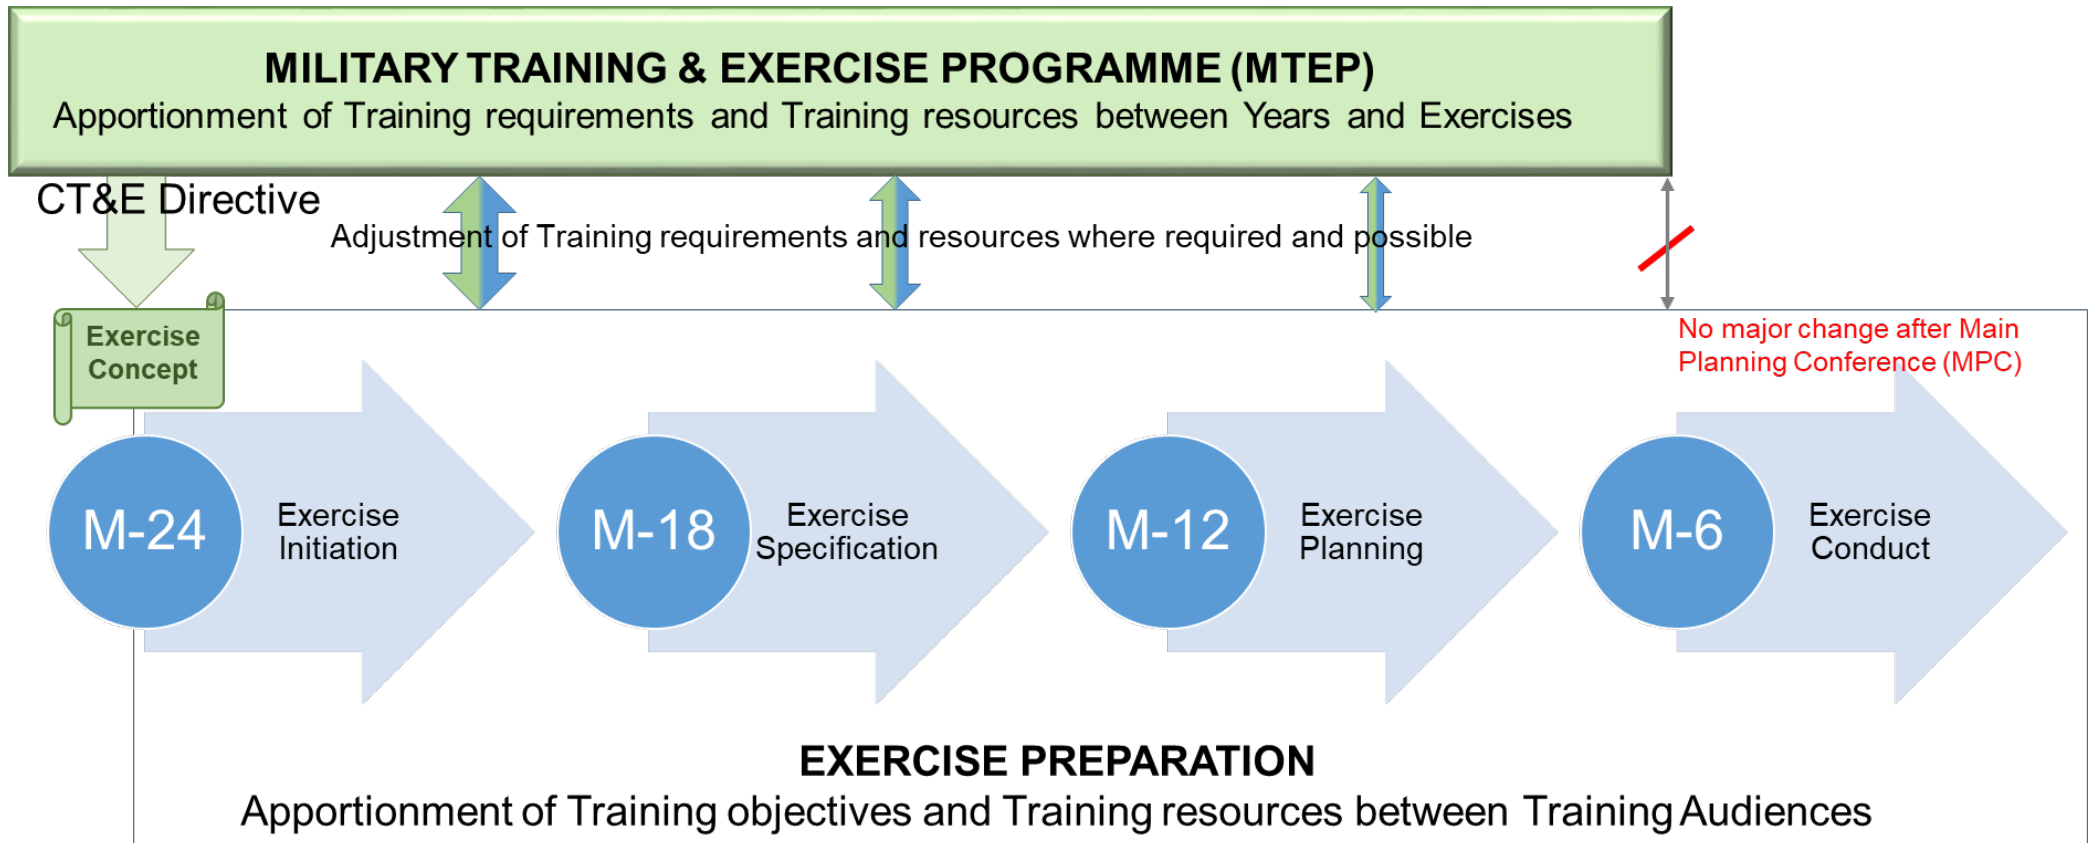 MILITARY TRAINING & EXERCISE PROGRAMME (MTEP)
Apportionment of Training requirements and Training resources between Years and Exercises
CT&E Directive
Adjustment of Training requirements and resources where required and possible
Exercise
Concept
No major change after Main
Planning Conference (MPC)
M-24
Exercise
Initiation
M-18
Exercise
Specification
M-12
Exercise
Planning
M-6
Exercise
Conduct
EXERCISE PREPARATION
Apportionment of Training objectives and Training resources between Training Audiences